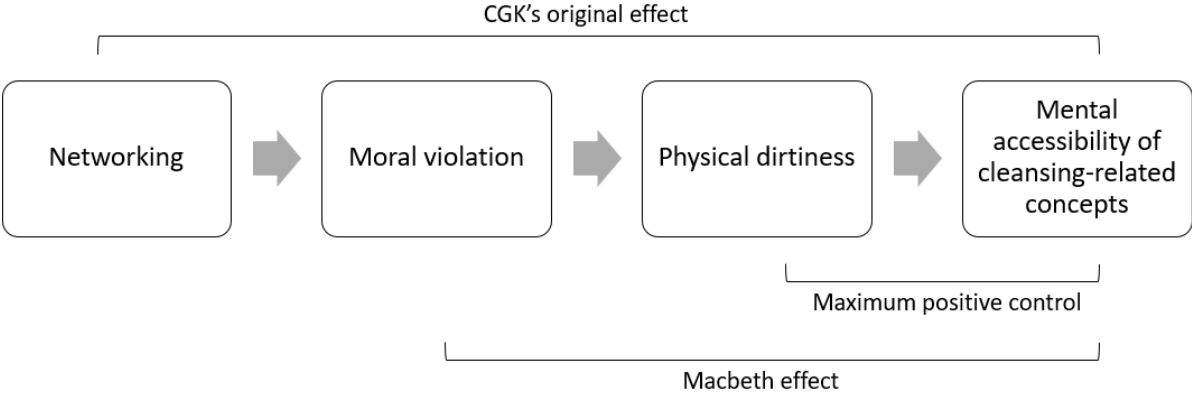 CGK’s original effect
Networking
Moral violation
Physical dirtiness
Mental
accessibility of
cleansing-related
concepts
Maximum positive control
Macbeth effect